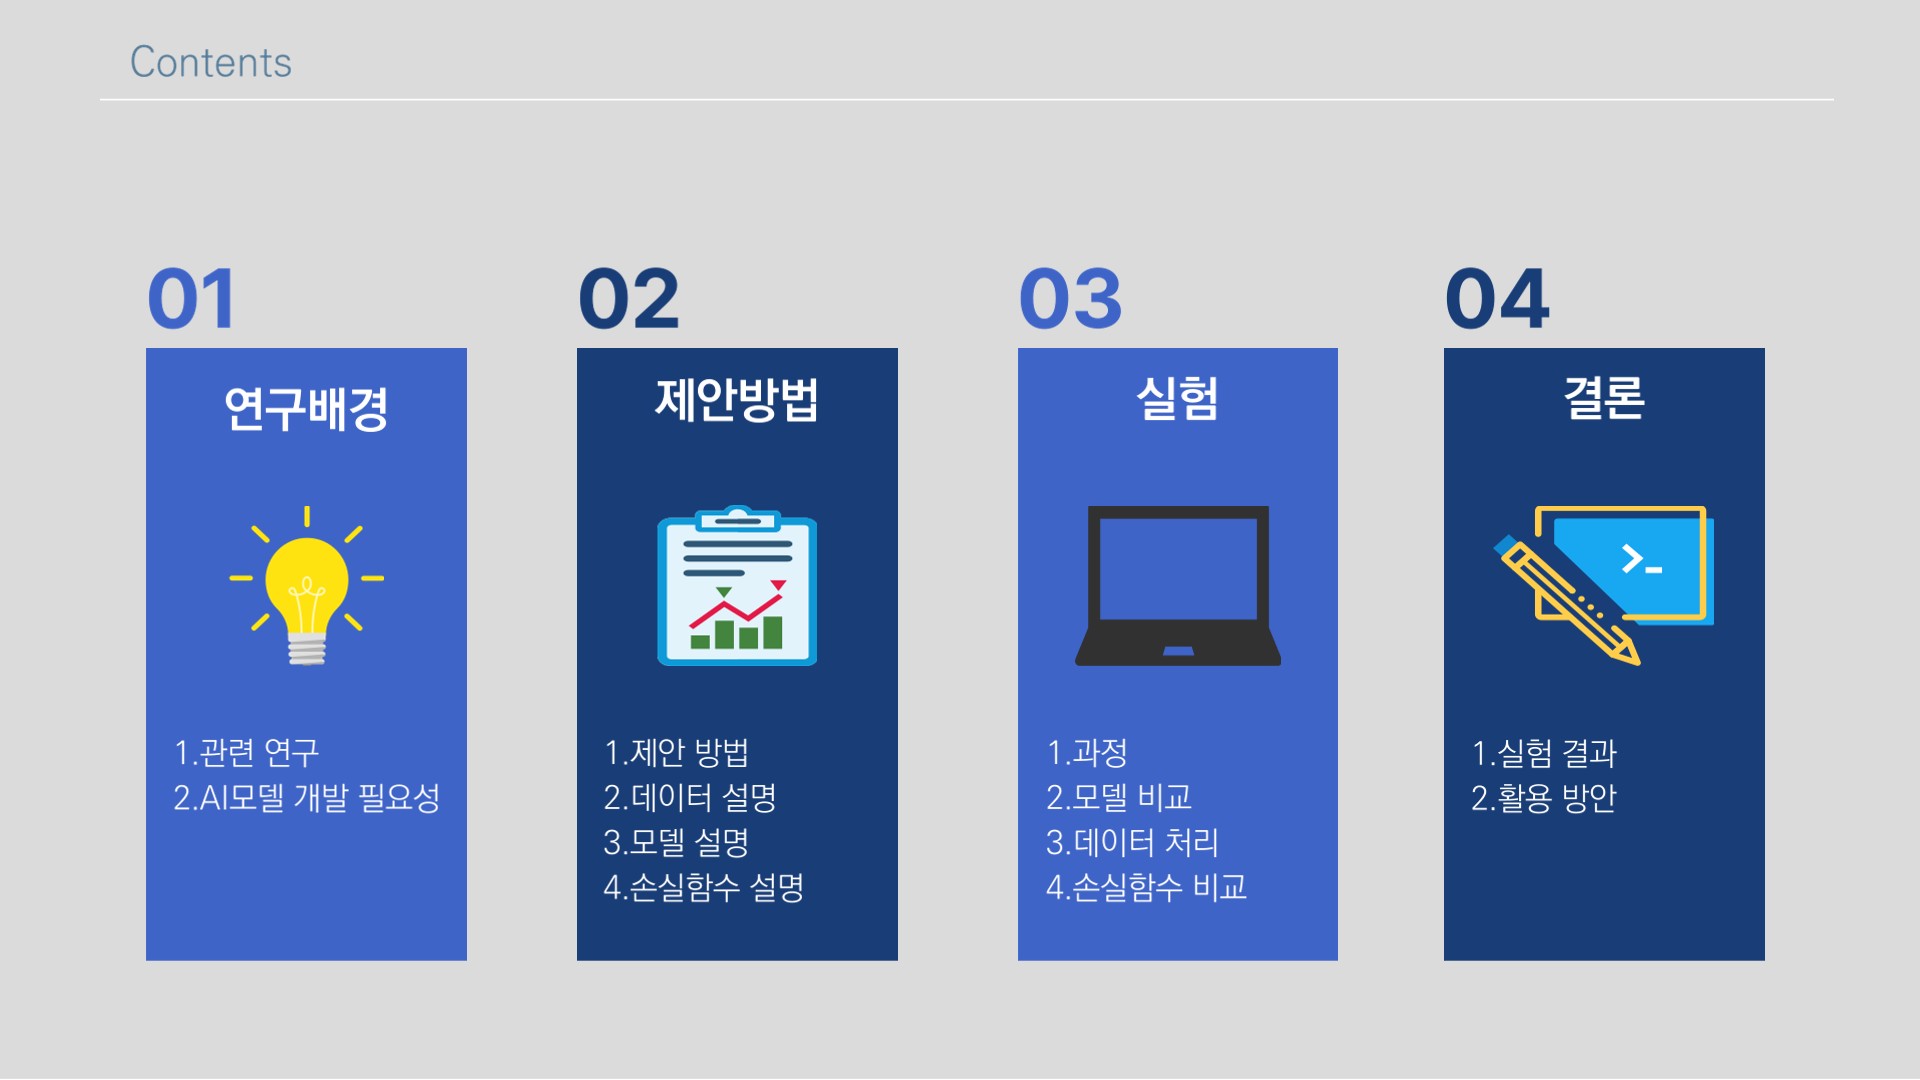 Contents
01
연구배경
1.관련 연구
2.AI모델 개발 필요성
02
제안방법
1.제안 방법
2.데이터 설명
3.모델 설명
4.손실함수 설명
03
실험
1.과정
2.모델 비교
3.데이터 처리
4.손실함수 비교
04
결론
>_
1.실험 결과
2.활용 방안